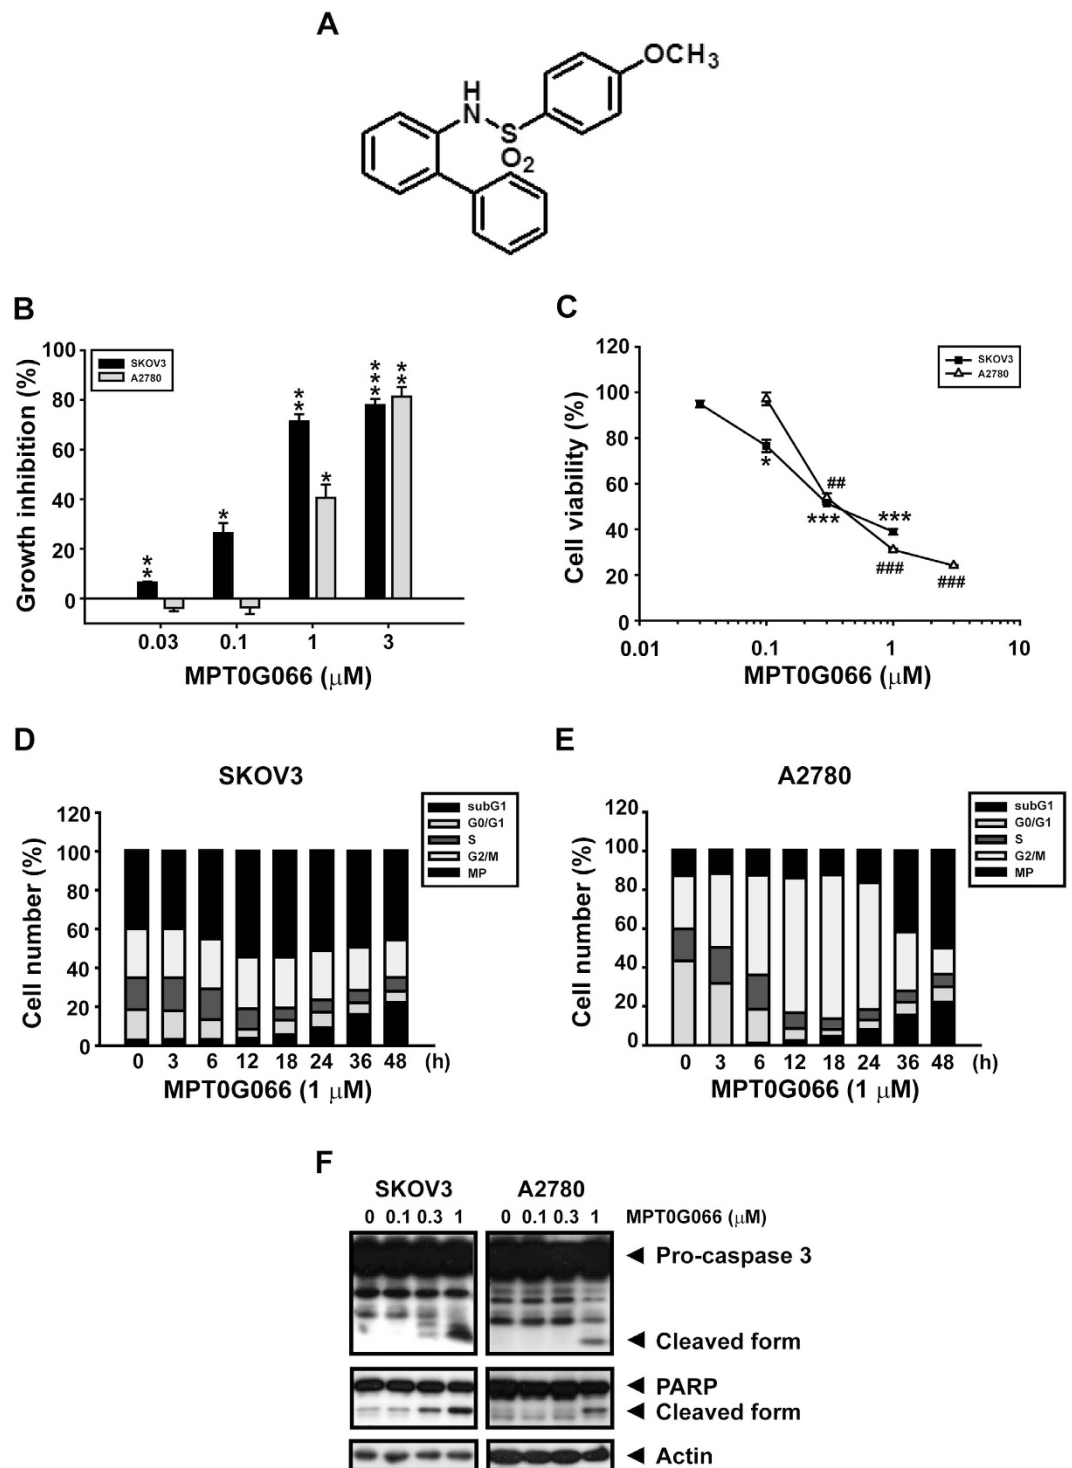 A
OCH3
H
N
S
O2
B
Growth inhibition (%)
100
80
60
40
20
0
SKOV3
A2780
**
*
**
*
***
**
0.03 0.1 1 3
MPT0G066 (μM)
C
Cell viability (%)
120
100
80
60
40
20
0
SKOV3
A2780
*
##
***
***
###
###
0.01 0.1 1 10
MPT0G066 (μM)
D
SKOV3
Cell number (%)
120
100
80
60
40
20
0
subG1
G0/G1
S
G2/M
MP
0 3 6 12 18 24 36 48 (h)
MPT0G066 (1 μM)
E
A2780
Cell number (%)
120
100
80
60
40
20
0
subG1
G0/G1
S
G2/M
MP
0 3 6 12 18 24 36 48 (h)
MPT0G066 (1 μM)
F
SKOV3 A2780
0 0.1 0.3 1 0 0.1 0.3 1 MPT0G066 (μM)
Pro-caspase 3
Cleaved form
PARP
Cleaved form
Actin